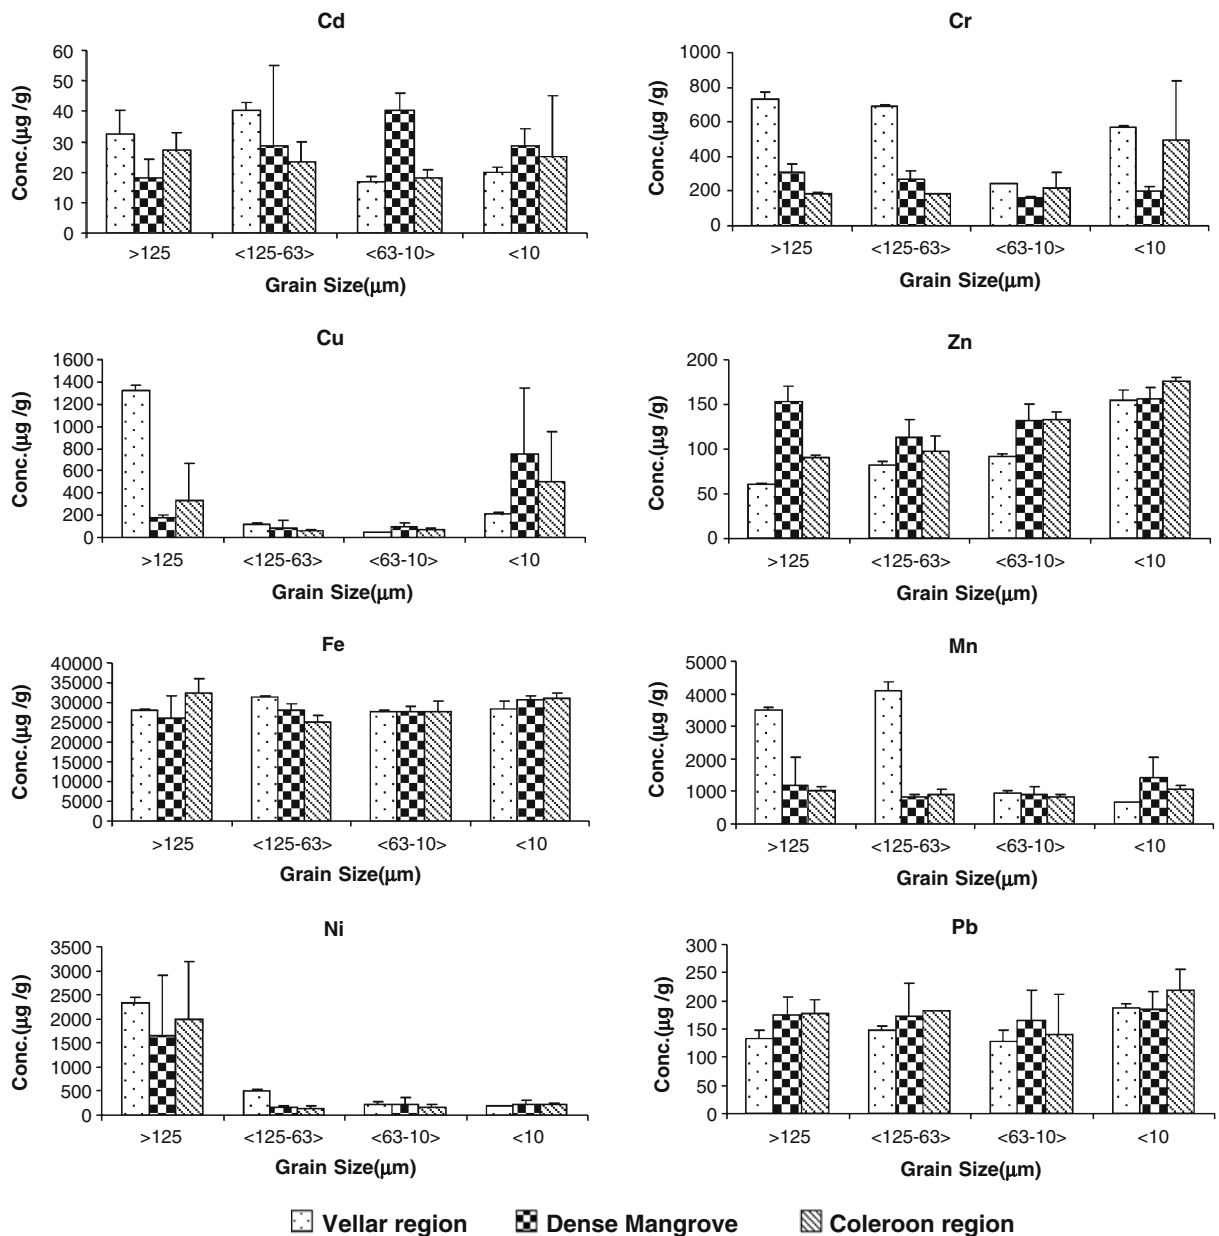 Cd
Conc.(µg /g)
60
50
40
30
20
10
0
>125 <125-63> <63-10> <10
Grain Size(µm)
Cr
Conc.(µg /g)
1000
800
600
400
200
0
>125 <125-63> <63-10> <10
Grain Size(µm)
Cu
Conc.(µg /g)
1600
1400
1200
1000
800
600
400
200
0
>125 <125-63> <63-10> <10
Grain Size(µm)
Zn
Conc.(µg /g)
200
150
100
50
0
>125 <125-63> <63-10> <10
Grain Size(µm)
Fe
Conc.(µg /g)
40000
35000
30000
25000
20000
15000
10000
5000
0
>125 <125-63> <63-10> <10
Grain Size(µm)
Mn
Conc.(µg /g)
5000
4000
3000
2000
1000
0
>125 <125-63> <63-10> <10
Grain Size(µm)
Ni
Conc.(µg /g)
3500
3000
2500
2000
1500
1000
500
0
>125 <125-63> <63-10> <10
Grain Size(µm)
Pb
Conc.(µg /g)
300
250
200
150
100
50
0
>125 <125-63> <63-10> <10
Grain Size(µm)
Vellar region Dense Mangrove Coleroon region